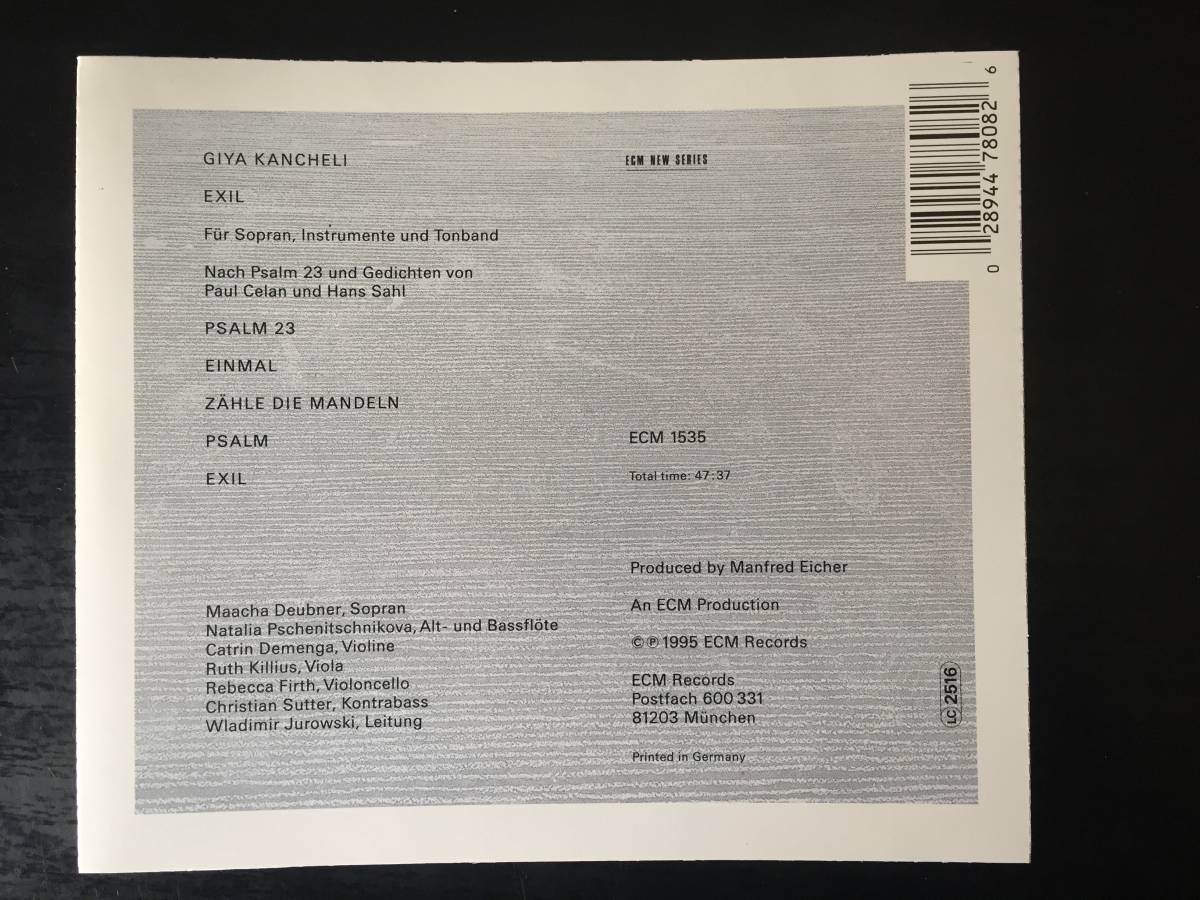 GIYA KANCHELI
EXIL
Für Sopran, Instrumente und Tonband
Nach Psalm 23 und Gedichten von
Paul Celan und Hans Sahl
PSALM 23
EINMAL
ZÄHLE DIE MANDELN
PSALM
EXIL
Maacha Deubner, Sopran
Natalia Pschenitschnikova, Alt- und Bassflöte
Catrin Demenga, Violine
Ruth Killius, Viola
Rebecca Firth, Violoncello
Christian Sutter, Kontrabass
Wladimir Jurowski, Leitung
ECM NEW SERIES
ECM 1535
Total time: 47:37
Produced by Manfred Eicher
An ECM Production
©℗ 1995 ECM Records
ECM Records
Postfach 600 331
81203 München
Printed in Germany
0 28944 78082 6
LC 2516